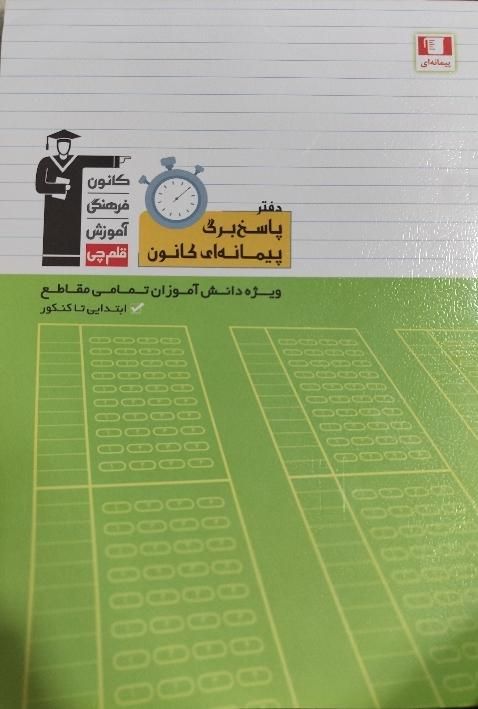 پیمانه‌ای
کانون
فرهنگی
آموزش
قلم‌چی
دفتر
پاسخ‌برگ
پیمانه‌ای کانون
ویژه دانش‌آموزان تمامی مقاطع
ابتدایی تا کنکور